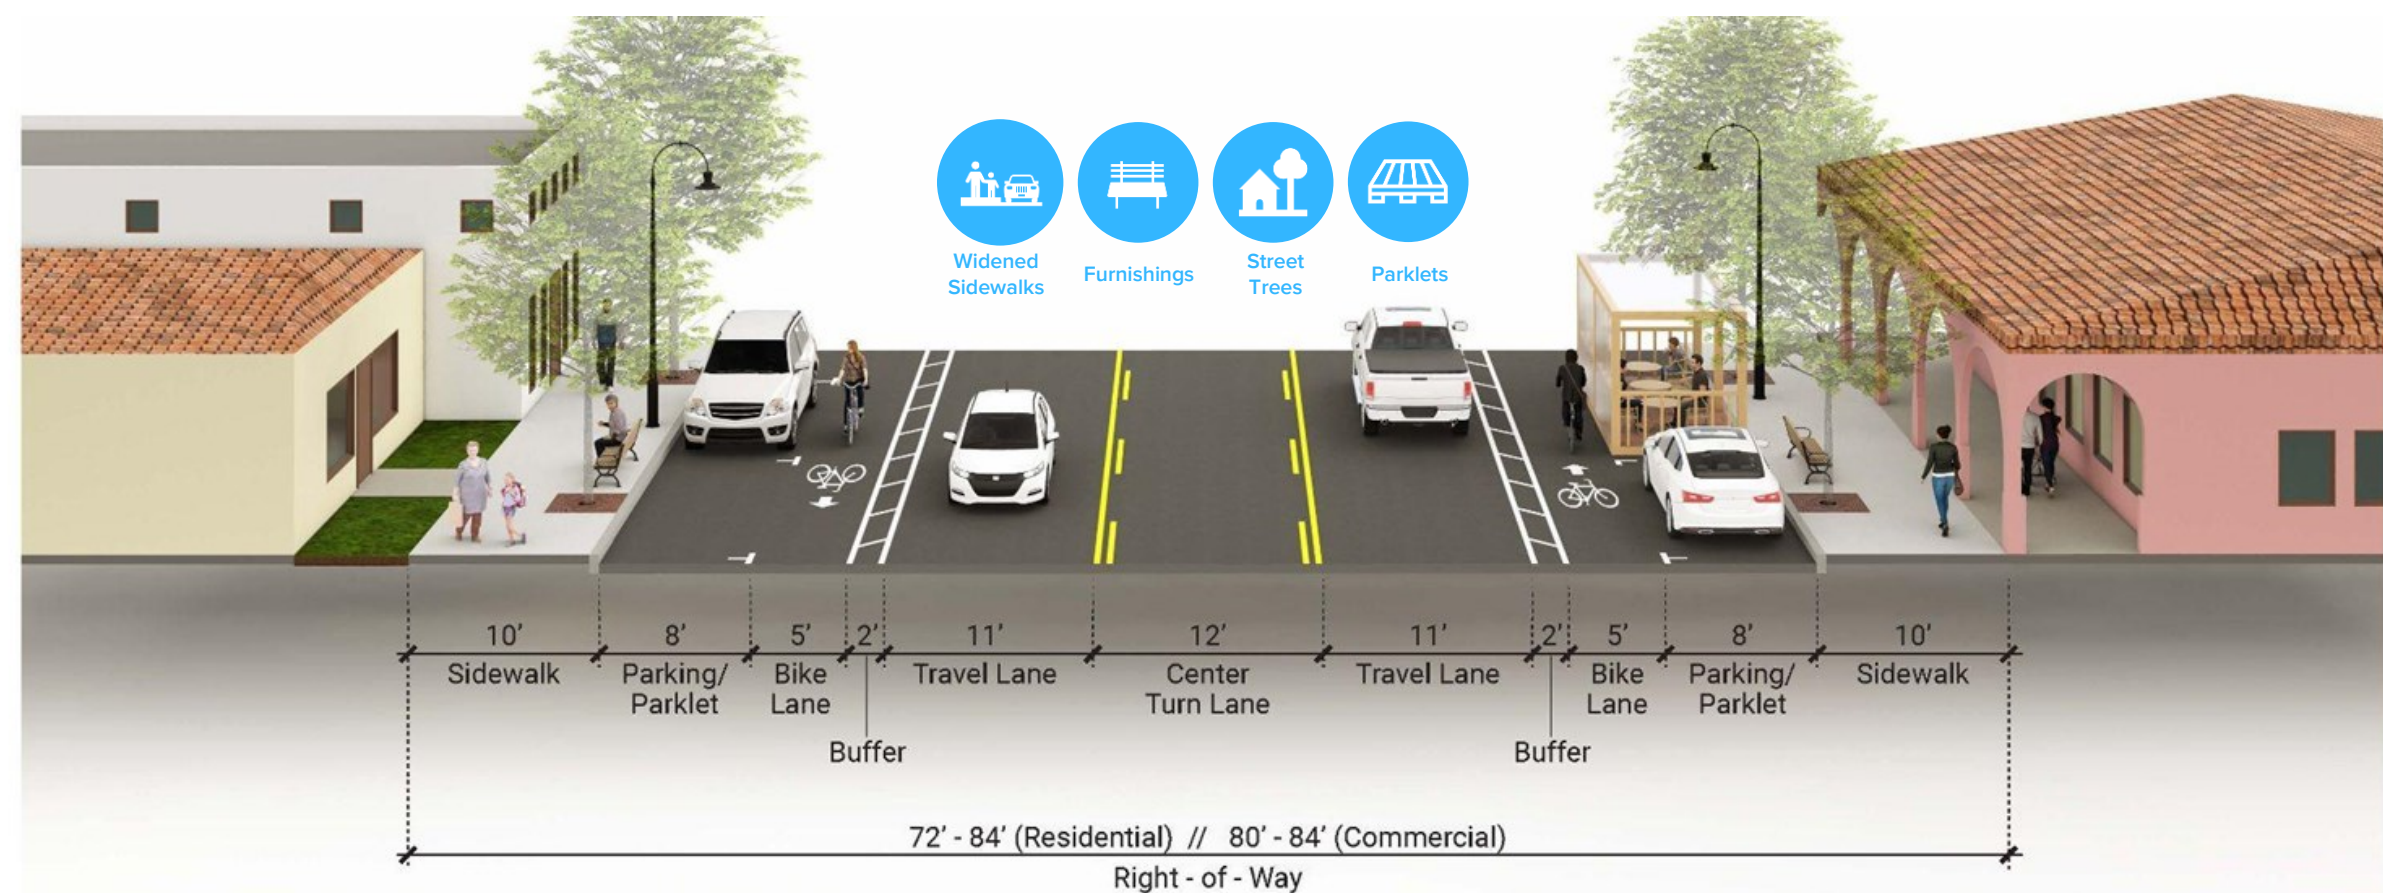 Widened
Sidewalks
Furnishings
Street
Trees
Parklets
10’ 8’ 5’ 2’ 11’ 12’ 11’ 2’ 5’ 8’ 10’
Sidewalk Parking/ Bike Travel Lane Center Travel Lane Bike Parking/ Sidewalk
Parklet Lane Turn Lane Lane Parklet
Buffer Buffer
72’ - 84’ (Residential) // 80’ - 84’ (Commercial)
Right - of - Way